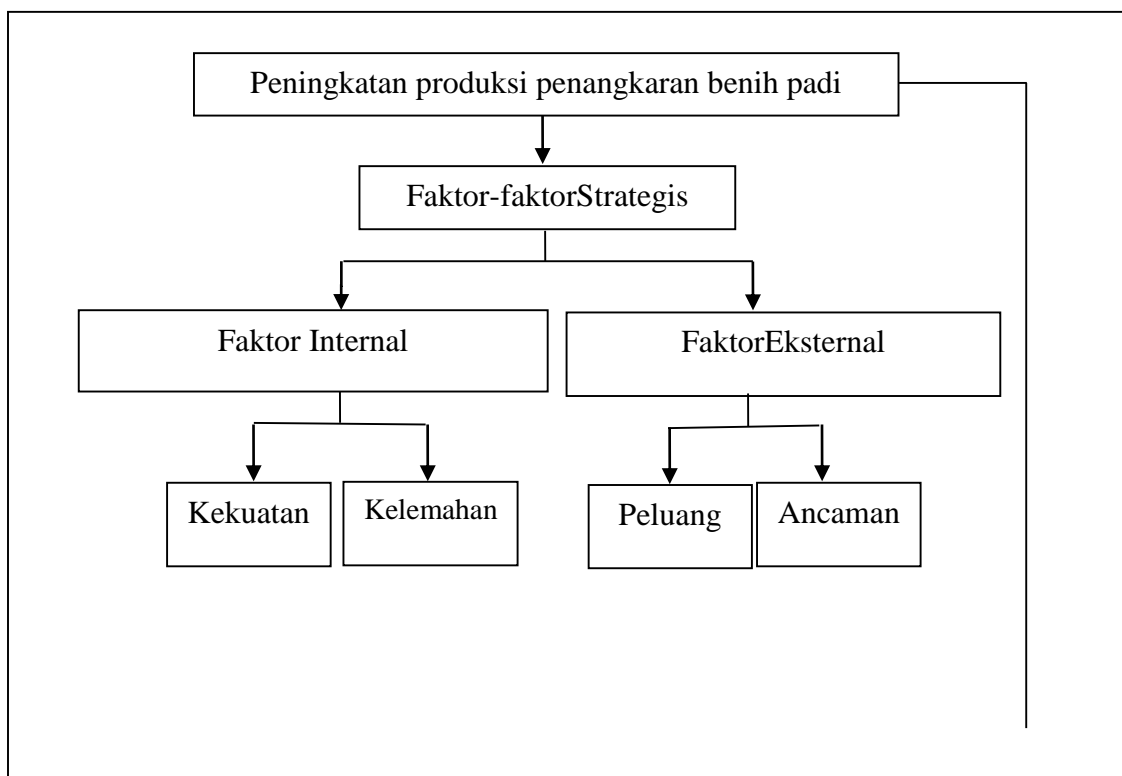 Peningkatan produksi penangkaran benih padi
Faktor-faktorStrategis
Faktor Internal
FaktorEksternal
Kekuatan
Kelemahan
Peluang
Ancaman